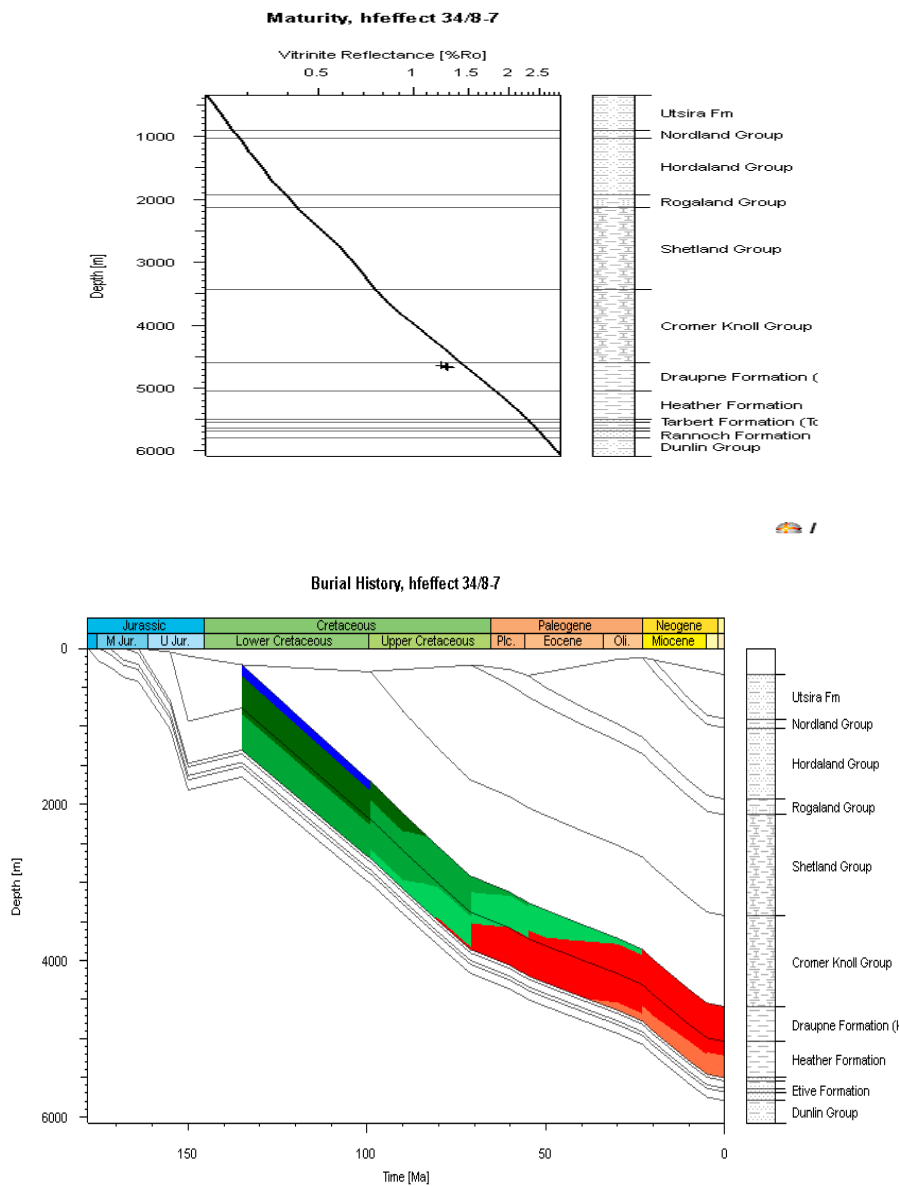 Maturity, hfeffect 34/8-7
Vitrinite Reflectance [%Ro]
0.5 1 1.5 2 2.5
Depth [m]
1000
2000
3000
4000
5000
6000
Utsira Fm
Nordland Group
Hordaland Group
Rogaland Group
Shetland Group
Cromer Knoll Group
Draupne Formation (
Heather Formation
Tarbert Formation (Tc
Rannoch Formation
Dunlin Group
I
Burial History, hfeffect 34/8-7
Jurassic Cretaceous Paleogene Neogene
M Jur. U Jur. Lower Cretaceous Upper Cretaceous Plc. Eocene Oli. Miocene
Depth [m]
0
2000
4000
6000
150 100 50 0
Time [Ma]
Utsira Fm
Nordland Group
Hordaland Group
Rogaland Group
Shetland Group
Cromer Knoll Group
Draupne Formation (
Heather Formation
Etive Formation
Dunlin Group